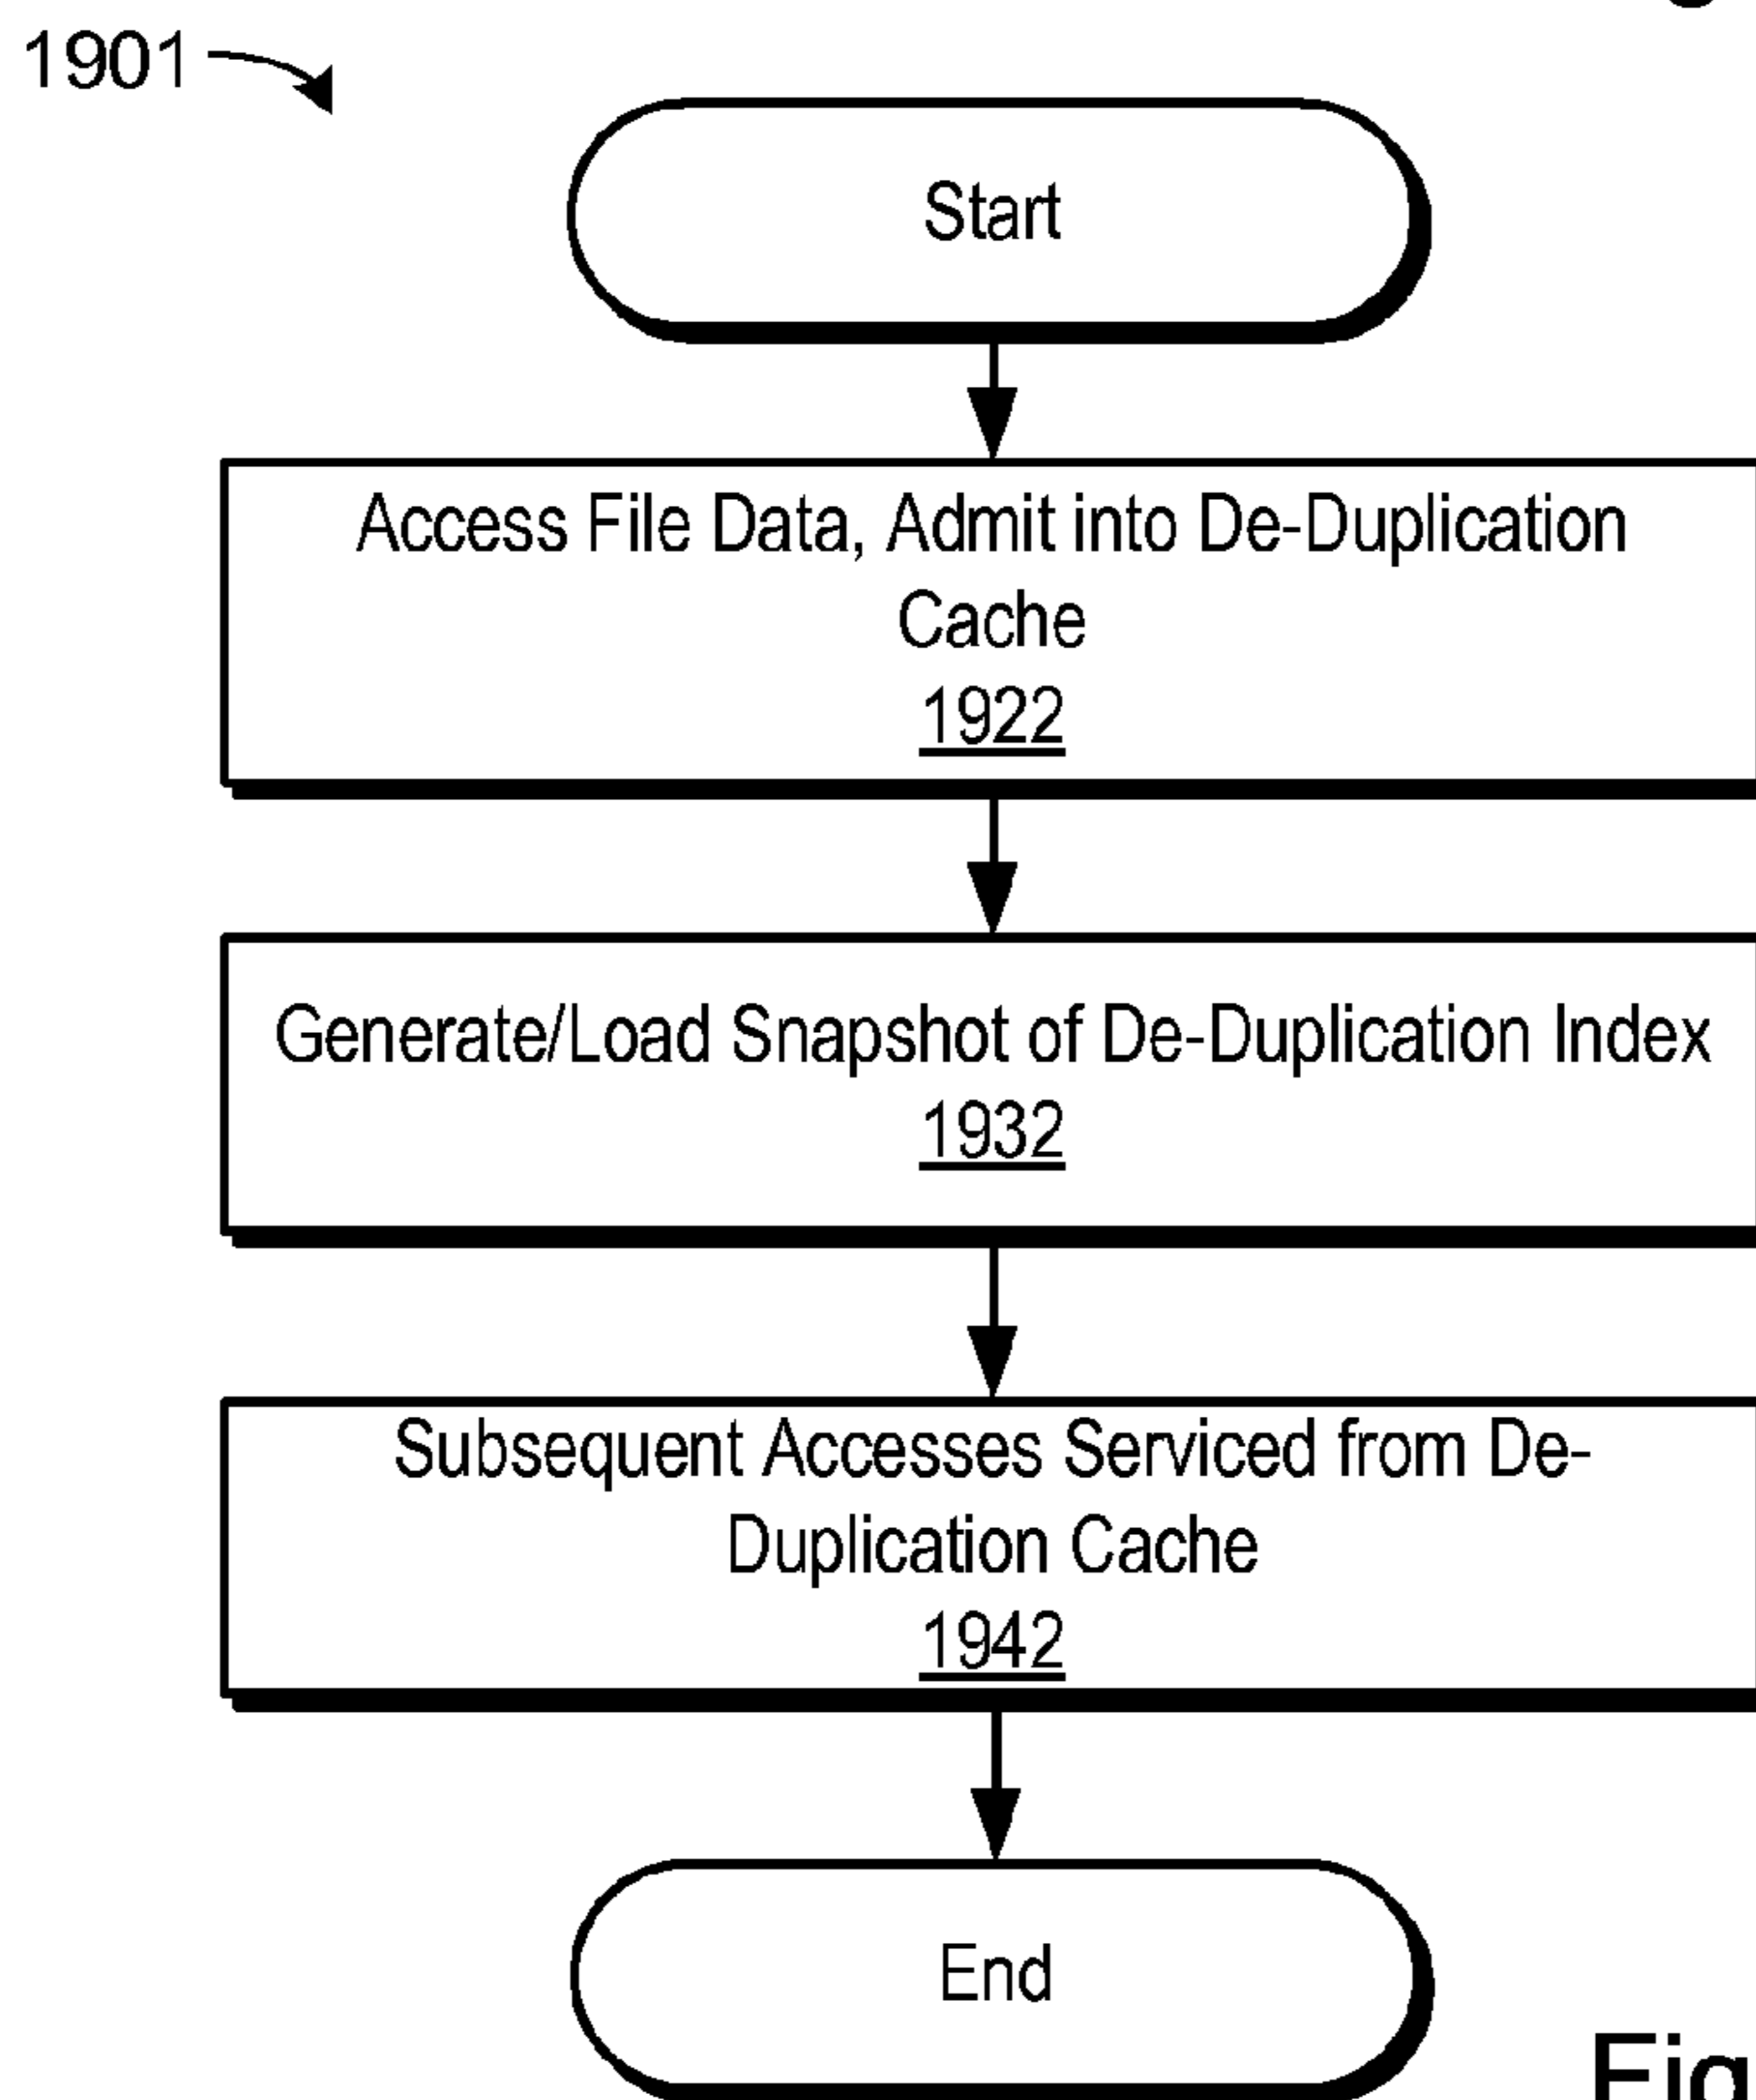 1901
Start
Access File Data, Admit into De-Duplication
Cache
1922
Generate/Load Snapshot of De-Duplication Index
1932
Subsequent Accesses Serviced from De-
Duplication Cache
1942
End
Fig